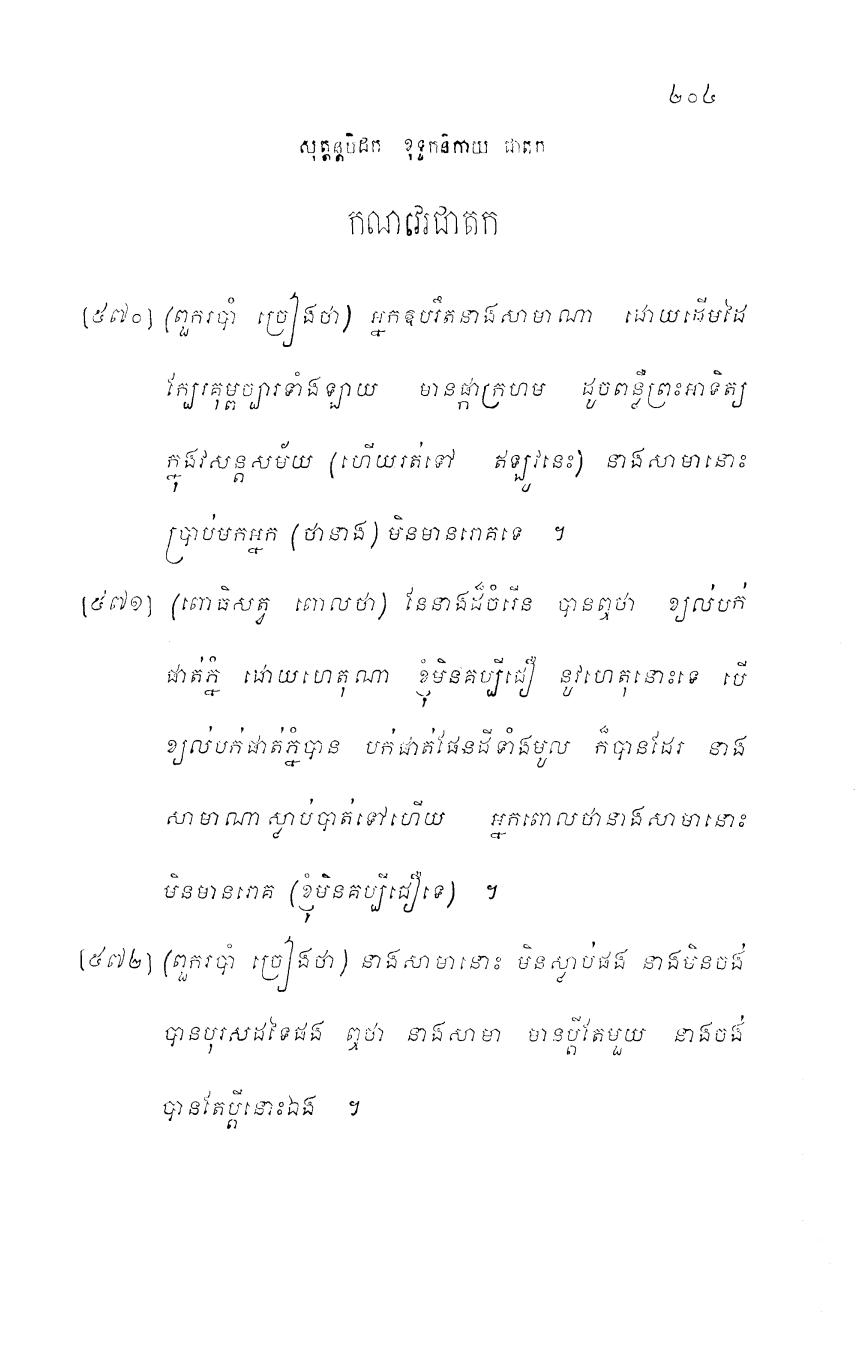 ២០៤
សុត្តន្តបិដក ខុទ្ទកនិកាយ ជាតក
កណវេរជាតក
[៥៧០] (ពួករបាំ ច្រៀងថា) អ្នកឱបរឹតនាងសាមាណា ដោយដើមដៃ
ក្បែរគុម្ពច្បារទាំងឡាយ មានផ្កាក្រហម ដូចពន្លឺព្រះអាទិត្យ
ក្នុងវសន្តសម័យ (ហើយរត់ទៅ ឥឡូវនេះ) នាងសាមានោះ
ប្រាប់មកអ្នក (ថានាង) មិនមានរោគទេ ។
[៥៧១] (ពោធិសត្វ ពោលថា) នែនាងដ៏ចំរើន បានឮថា ខ្យល់បក់
ផាត់ភ្នំ ដោយហេតុណា ខ្ញុំមិនគប្បីជឿ នូវហេតុនោះទេ បើ
ខ្យល់បក់ផាត់ភ្នំបាន បក់ផាត់ផែនដីទាំងមូល ក៏បានដែរ នាង
សាមាណាស្លាប់បាត់ទៅហើយ អ្នកពោលថានាងសាមានោះ
មិនមានរោគ (ខ្ញុំមិនគប្បីជឿទេ) ។
[៥៧២] (ពួករបាំ ច្រៀងថា) នាងសាមានោះ មិនស្លាប់ផង នាងមិនចង់
បានបុរសដទៃផង ឮថា នាងសាមា មានប្តីតែមួយ នាងចង់
បានតែប្តីនោះឯង ។